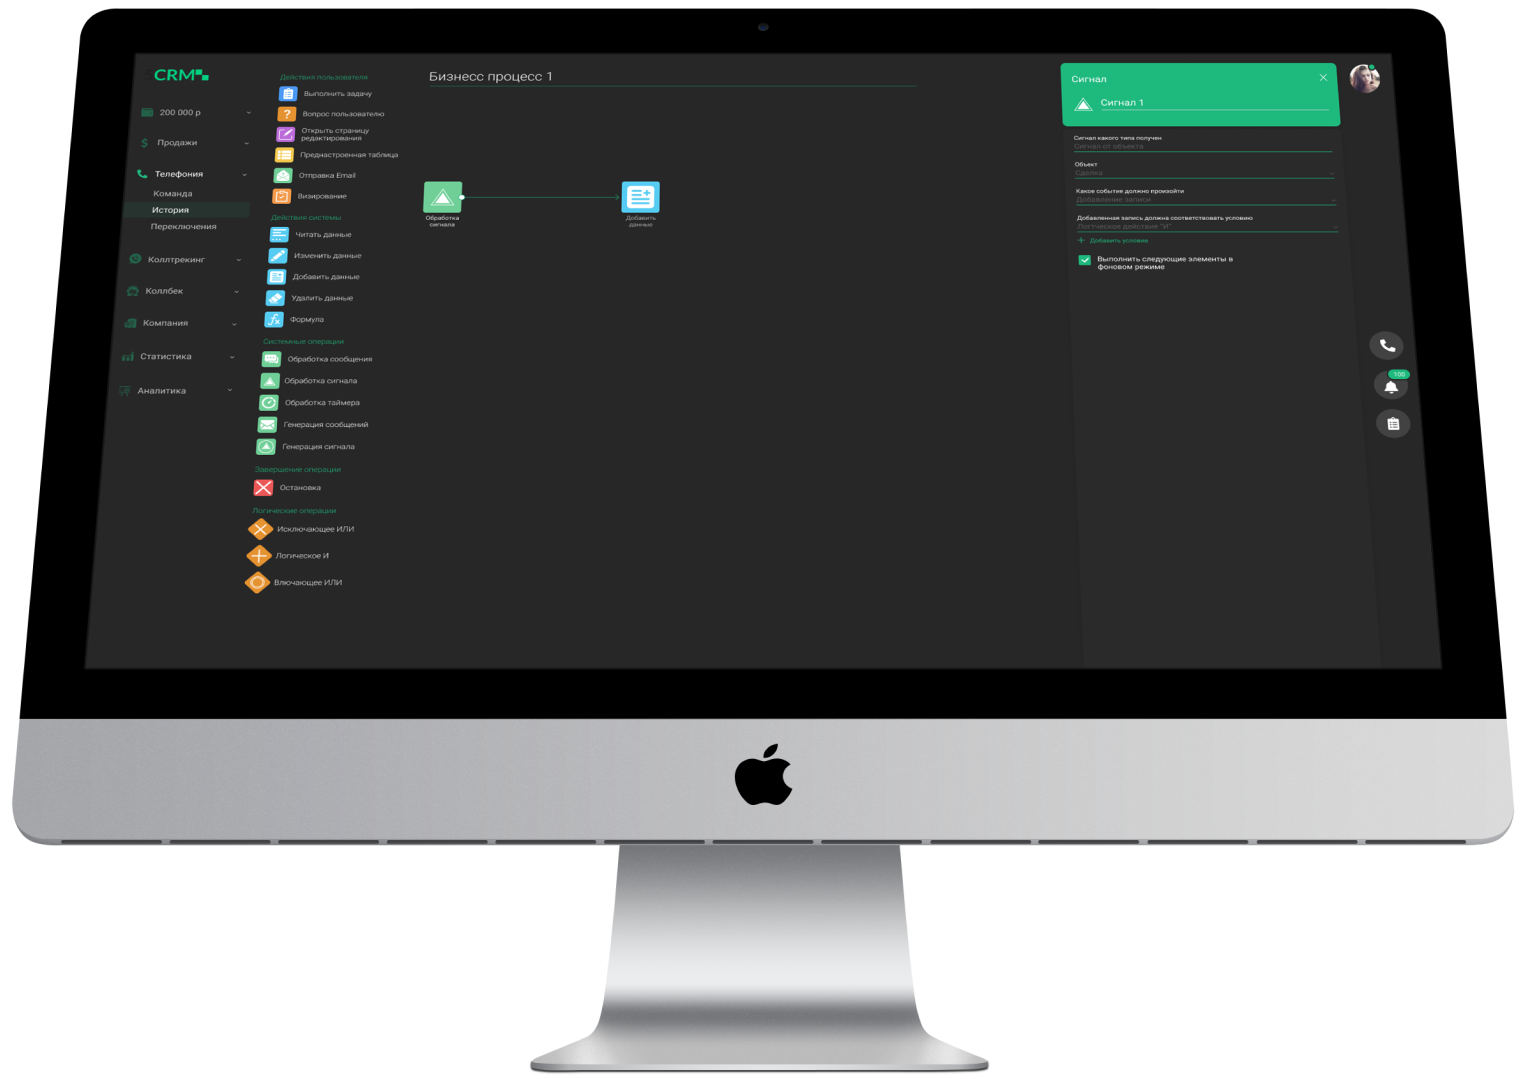 CRM
200 000 р
Продажи
Телефония
Команда
История
Переключения
Коллтрекинг
Коллбек
Компания
Статистика
Аналитика
Действия пользователя
Выполнить задачу
Вопрос пользователю
Открыть страницу
редактирования
Преднастроенная таблица
Отправка Email
Визирование
Действия системы
Читать данные
Изменить данные
Добавить данные
Удалить данные
Формула
Системные операции
Обработка сообщения
Обработка сигнала
Обработка таймера
Генерация сообщений
Генерация сигнала
Завершение операции
Остановка
Логические операции
Исключающее ИЛИ
Логическое И
Влючающее ИЛИ
Бизнесс процесс 1
Обработка
сигнала
Добавить
данные
Сигнал
Сигнал 1
Сигнал какого типа получен
Сигнал от объекта
Объект
Сделка
Какое событие должно произойти
Добавление записи
Добавленная запись должна соответствовать условию
Логтческое действие "И"
+ Добавить условие
Выполнить следующие элементы в
фоновом режиме
100